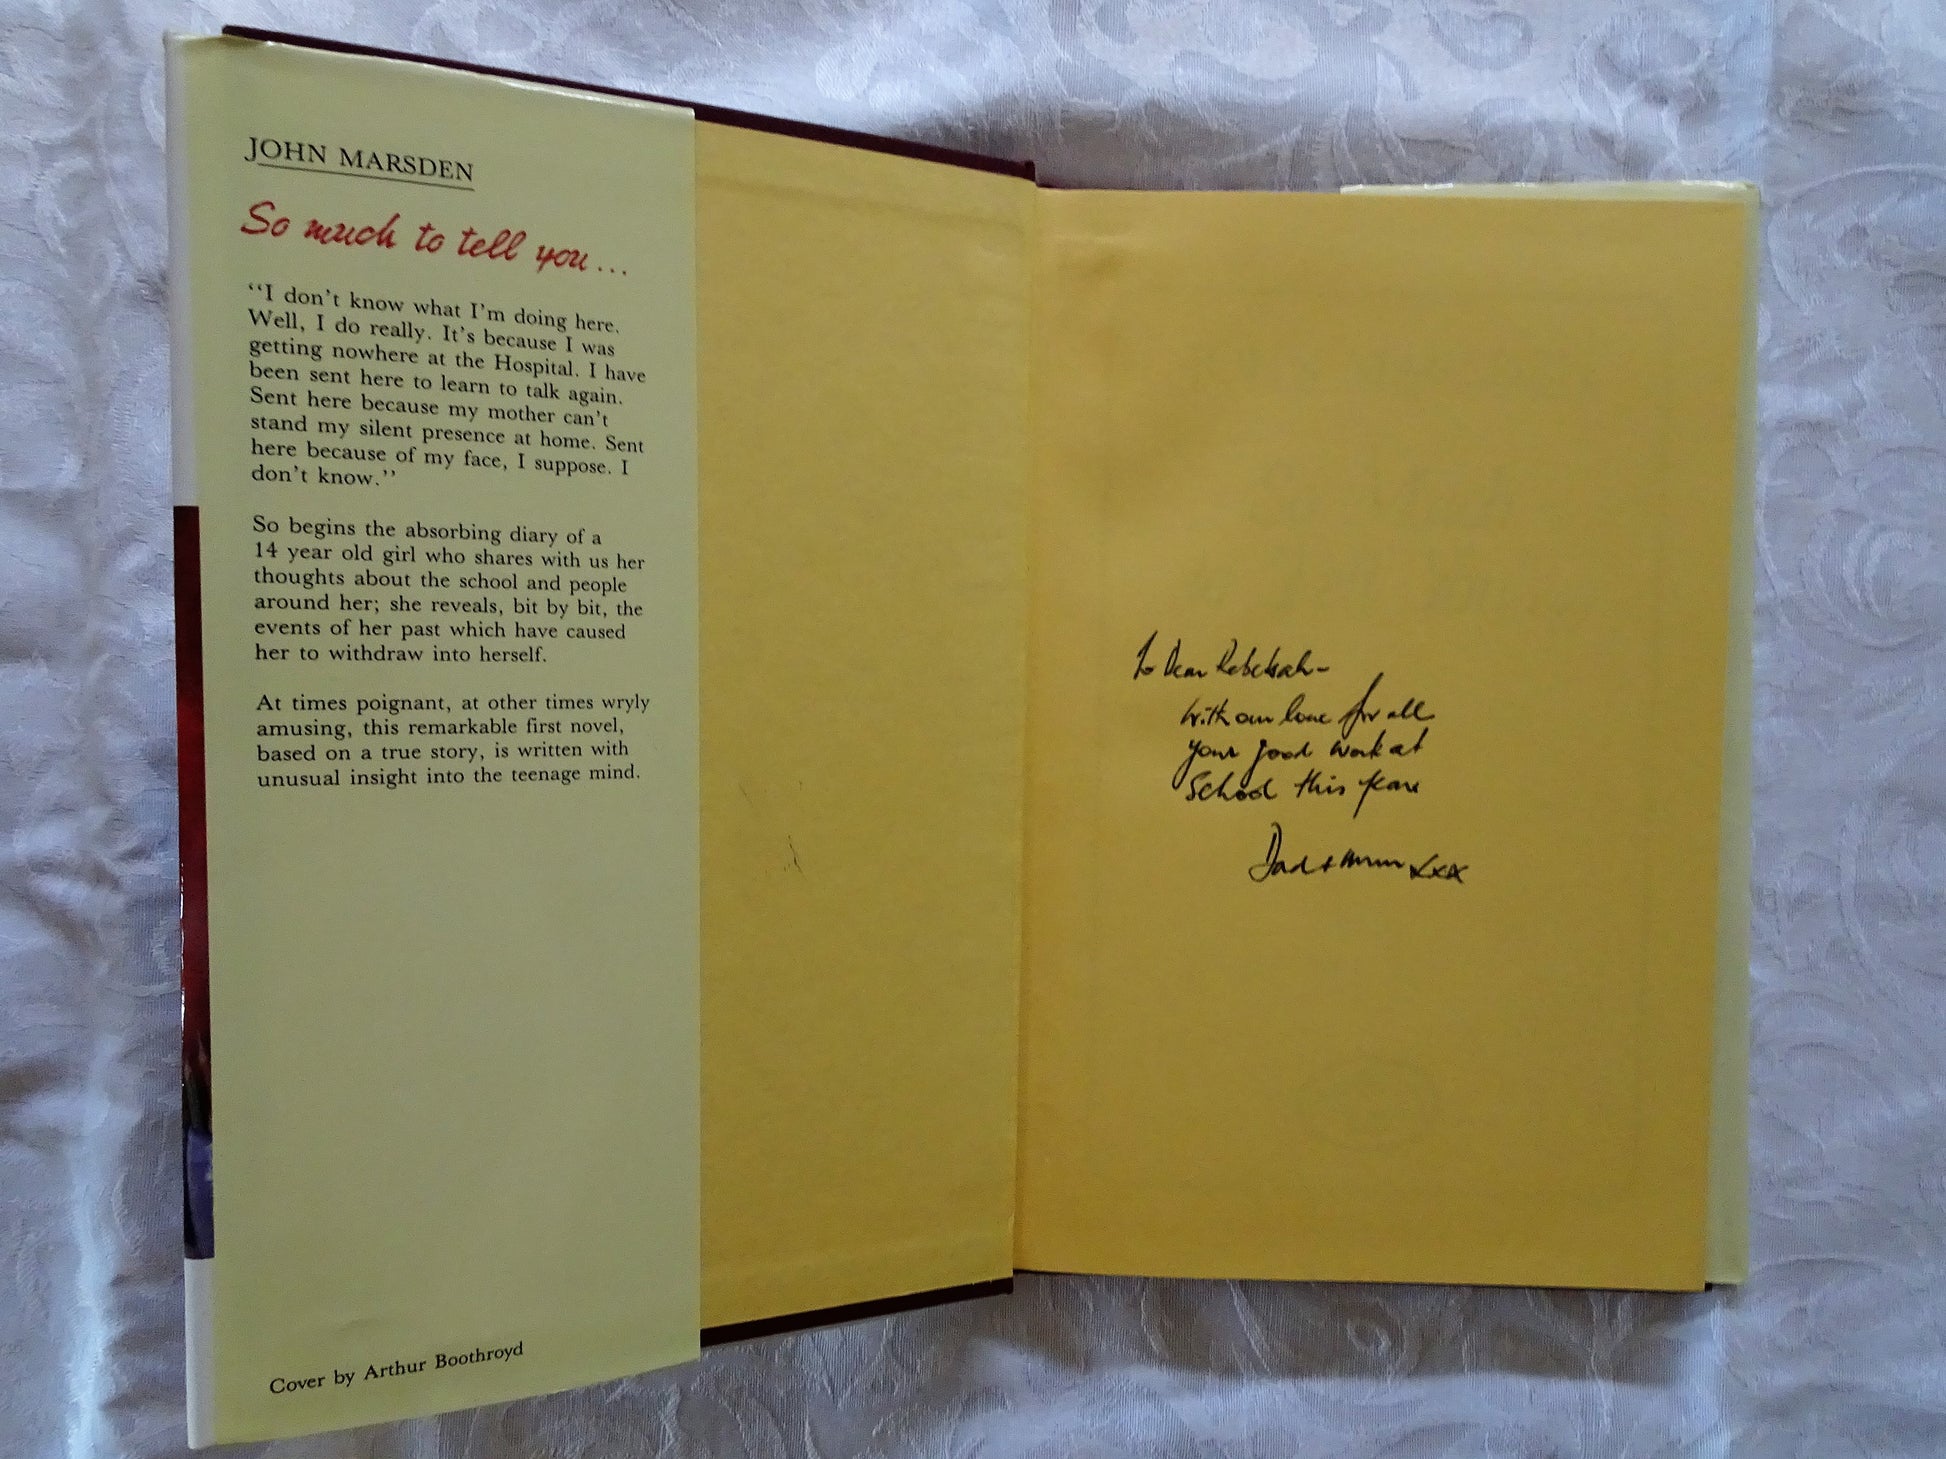 JOHN MARSDEN
So much to tell you...
“I don't know what I'm doing here.
Well, I do really. It's because I was
getting nowhere at the Hospital. I have
been sent here to learn to talk again.
Sent here because my mother can't
stand my silent presence at home. Sent
here because of my face, I suppose. I
don't know.”
So begins the absorbing diary of a
14 year old girl who shares with us her
thoughts about the school and people
around her; she reveals, bit by bit, the
events of her past which have caused
her to withdraw into herself.
At times poignant, at other times wryly
amusing, this remarkable first novel,
based on a true story, is written with
unusual insight into the teenage mind.
Cover by Arthur Boothroyd
To Dear Rebekah-
With our love for all
your good work at
School this year
Dad + Mum xxx